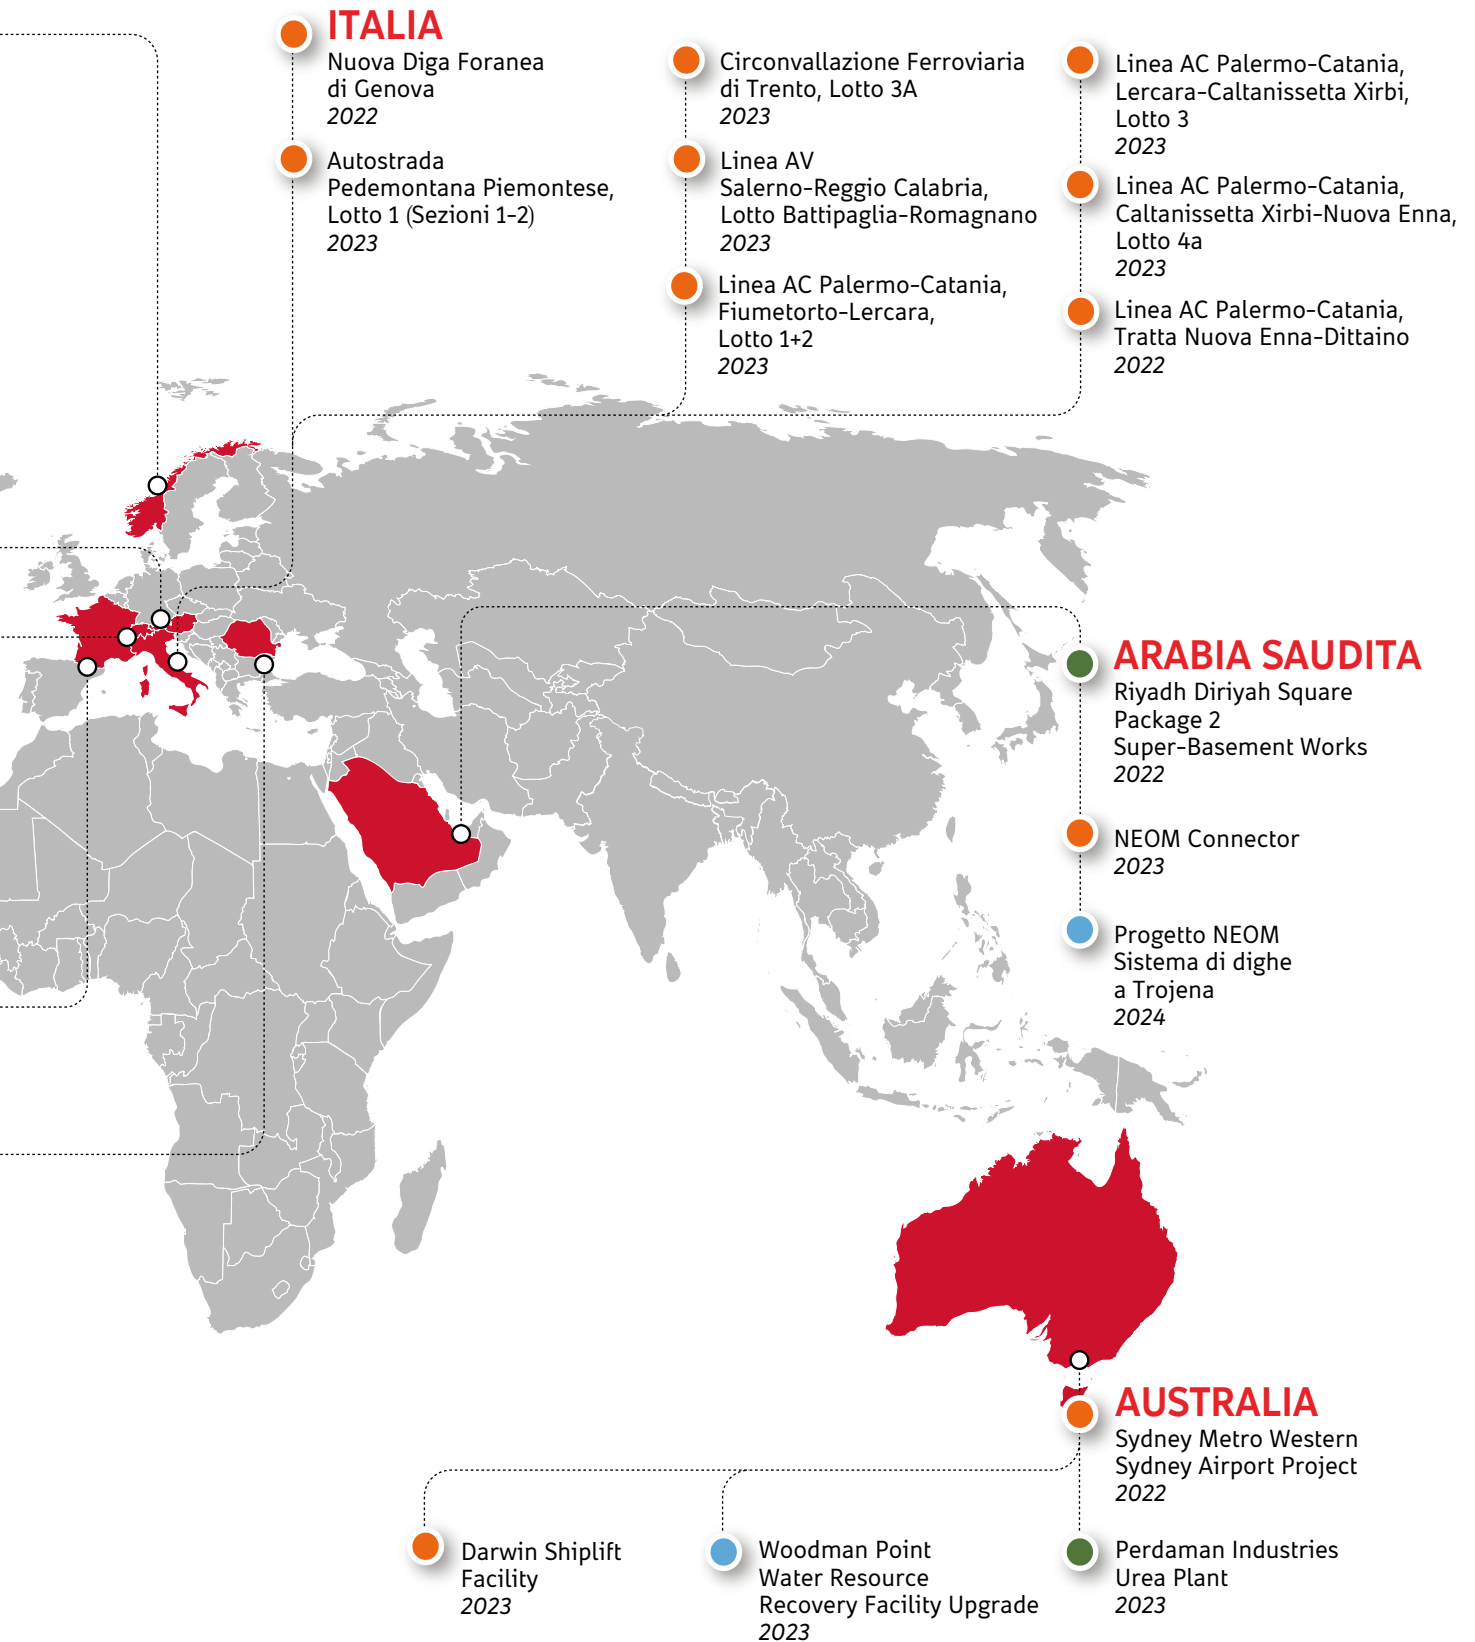 ITALIA
Nuova Diga Foranea
di Genova
2022
Autostrada
Pedemontana Piemontese,
Lotto 1 (Sezioni 1-2)
2023
Circonvallazione Ferroviaria
di Trento, Lotto 3A
2023
Linea AV
Salerno-Reggio Calabria,
Lotto Battipaglia-Romagnano
2023
Linea AC Palermo-Catania,
Fiumetorto-Lercara,
Lotto 1+2
2023
Linea AC Palermo-Catania,
Lercara-Caltanissetta Xirbi,
Lotto 3
2023
Linea AC Palermo-Catania,
Caltanissetta Xirbi-Nuova Enna,
Lotto 4a
2023
Linea AC Palermo-Catania,
Tratta Nuova Enna-Dittaino
2022
ARABIA SAUDITA
Riyadh Diriyah Square
Package 2
Super-Basement Works
2022
NEOM Connector
2023
Progetto NEOM
Sistema di dighe
a Trojena
2024
AUSTRALIA
Sydney Metro Western
Sydney Airport Project
2022
Darwin Shiplift
Facility
2023
Woodman Point
Water Resource
Recovery Facility Upgrade
2023
Perdaman Industries
Urea Plant
2023